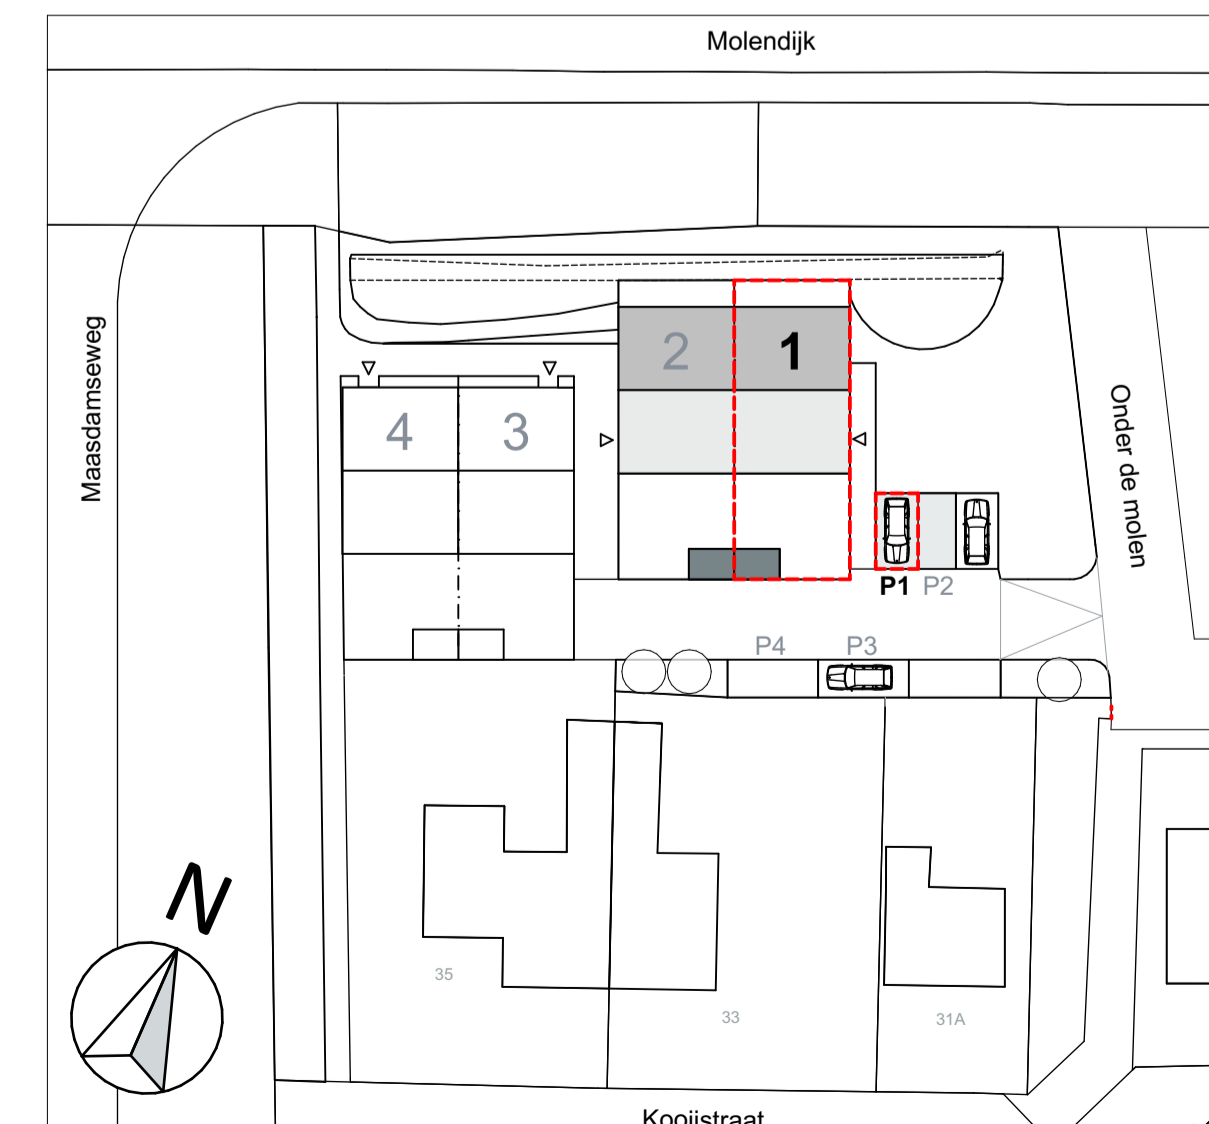 Molendijk
Maasdamseweg
Onder de molen
2
1
4
3
P1
P2
P4
P3
N
35
33
31A
Kooijstraat